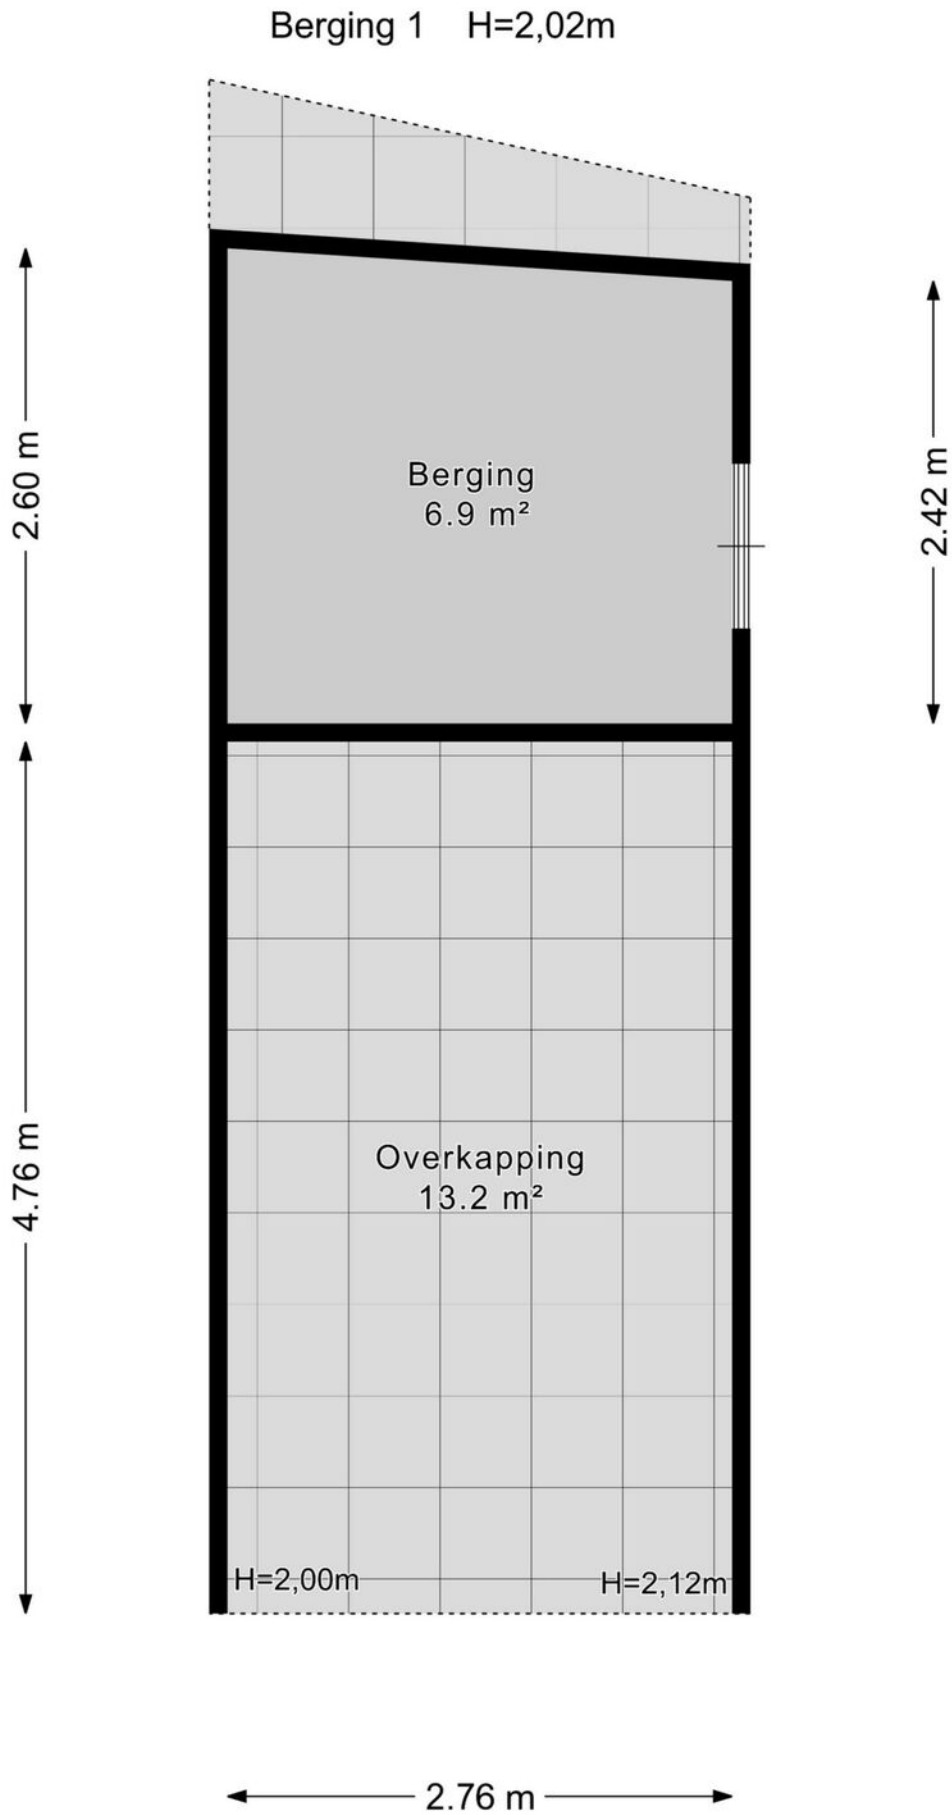 Berging 1 H=2,02m
2.60 m
2.42 m
Berging
6.9 m²
4.76 m
Overkapping
13.2 m²
H=2,00m
H=2,12m
2.76 m